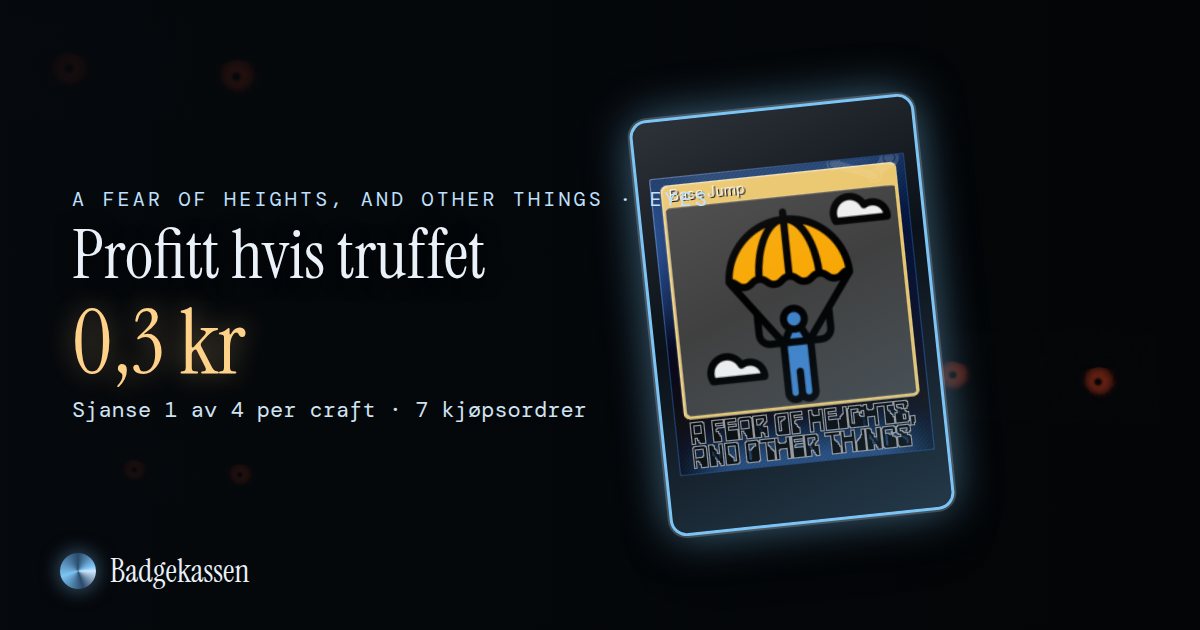 A FEAR OF HEIGHTS, AND OTHER THINGS ·
Profitt hvis truffet
0,3 kr
Sjanse 1 av 4 per craft · 7 kjøpsordrer
Badgekassen
Base Jump
A FEAR OF HEIGHTS,
AND OTHER THINGS